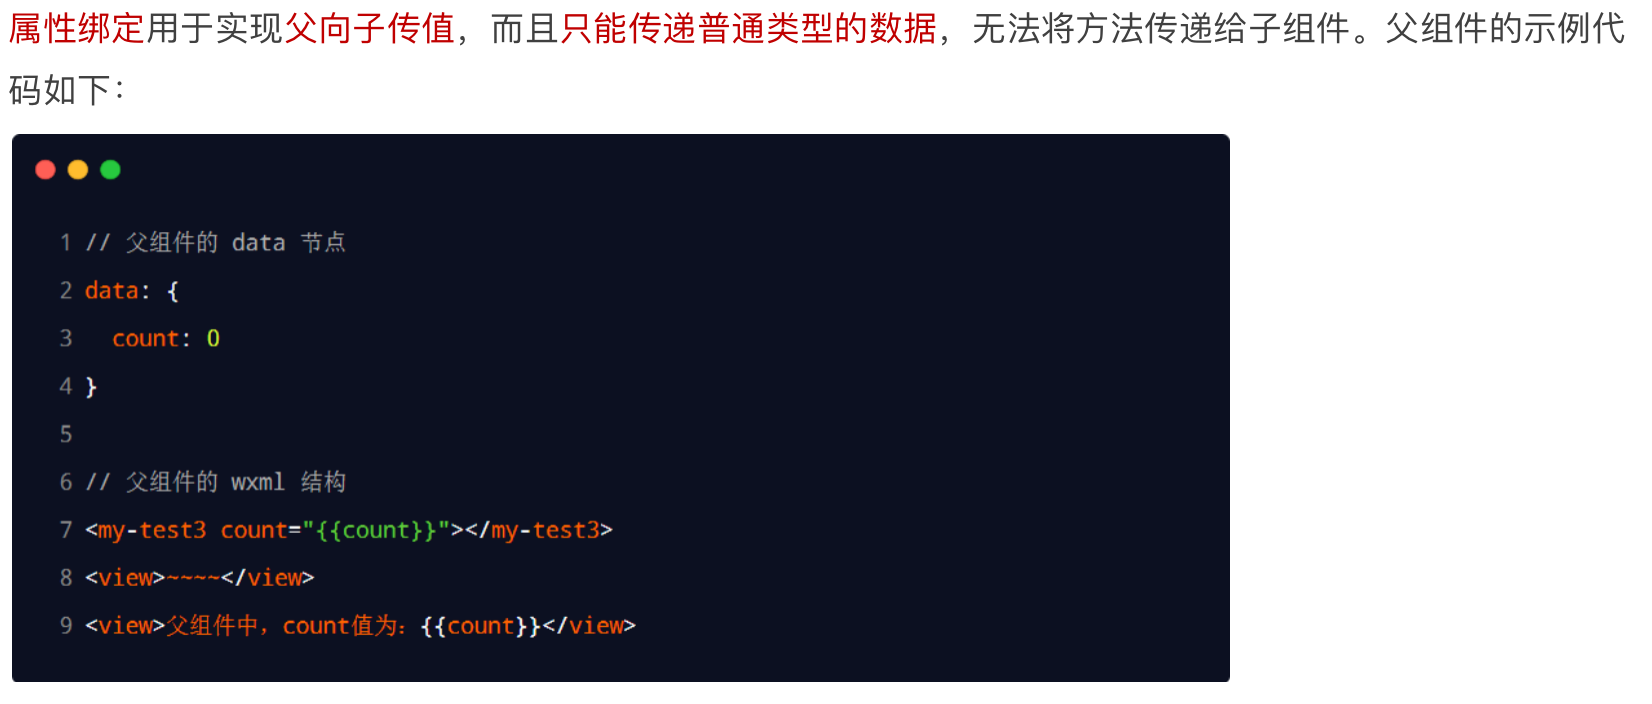 属性绑定用于实现父向子传值，而且只能传递普通类型的数据，无法将方法传递给子组件。父组件的示例代
码如下：
1 // 父组件的 data 节点
2 data: {
3   count: 0
4 }
5
6 // 父组件的 wxml 结构
7 <my-test3 count="{{count}}"></my-test3>
8 <view>~~~~</view>
9 <view>父组件中，count值为：{{count}}</view>